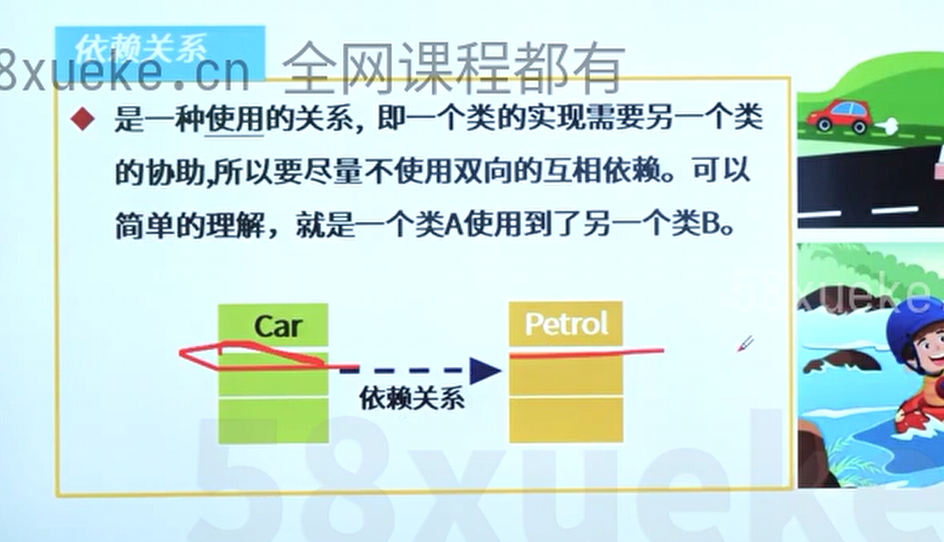 依赖关系
8xueke.cn 全网课程都有
是一种使用的关系, 即一个类的实现需要另一个类
的协助,所以要尽量不使用双向的互相依赖。可以
简单的理解，就是一个类A使用到了另一个类B。
58xueke
Car
Petrol
依赖关系
58xueke